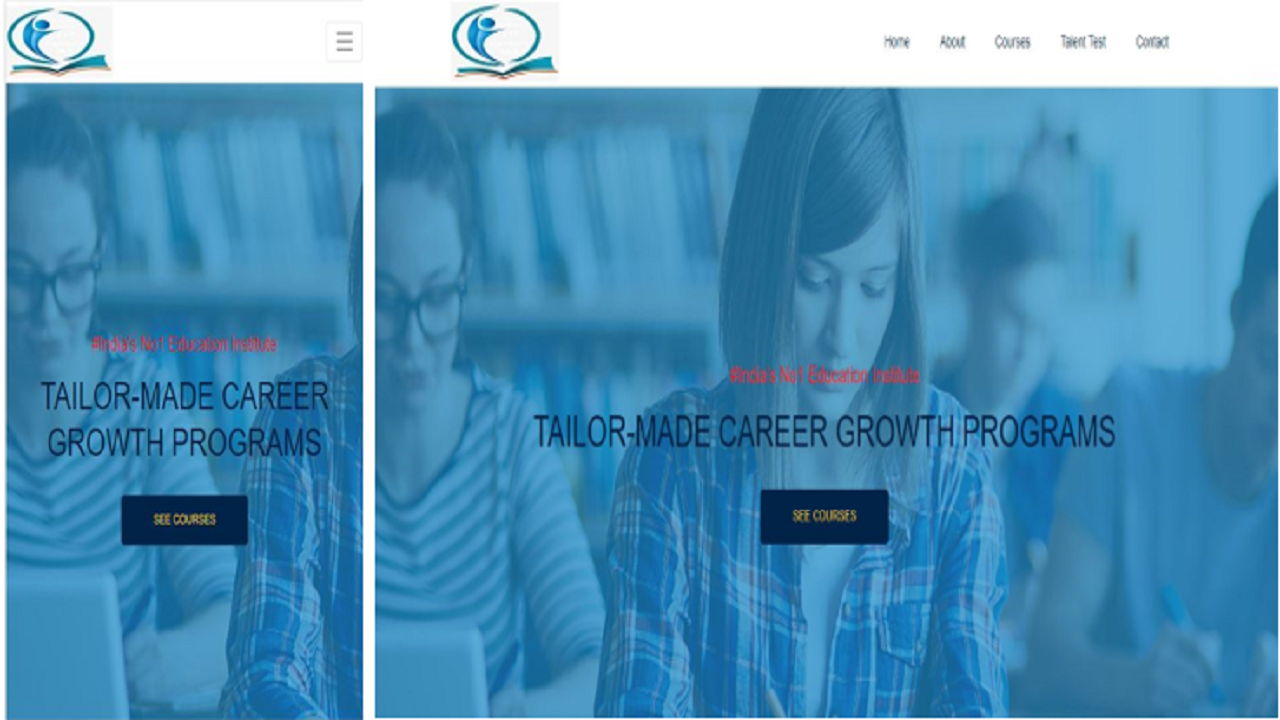 #India's No1 Education Institute
TAILOR-MADE CAREER
GROWTH PROGRAMS
SEE COURSES
Home About Courses Talent Test Contact
#India's No1 Education Institute
TAILOR-MADE CAREER GROWTH PROGRAMS
SEE COURSES